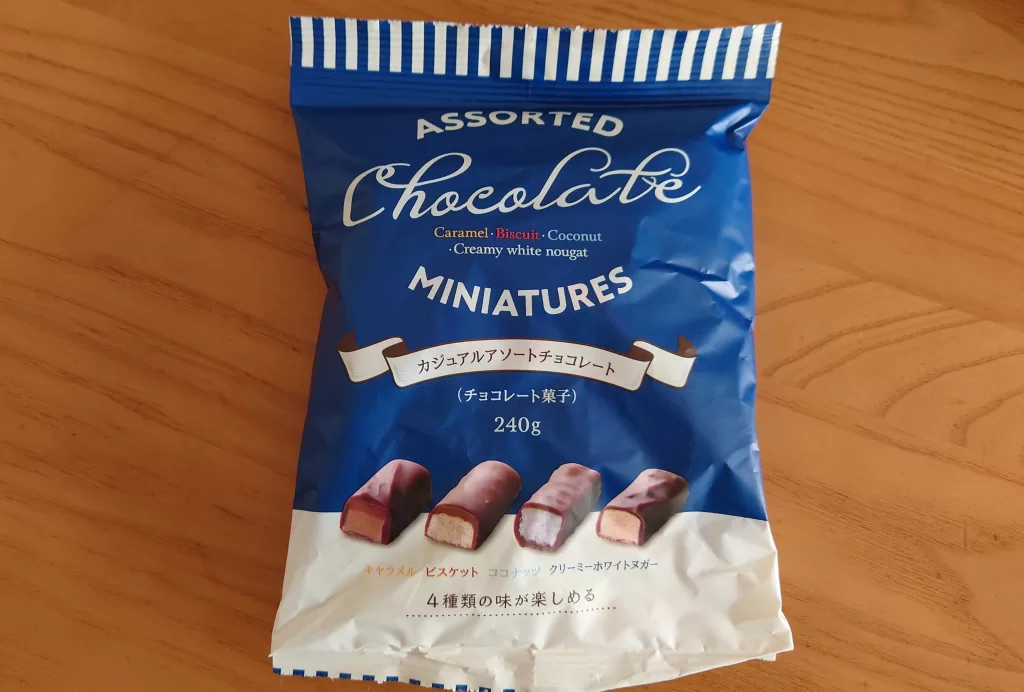 ASSORTED
Chocolate
Caramel·Biscuit·Coconut
·Creamy white nougat
MINIATURES
カジュアルアソートチョコレート
(チョコレート菓子)
240g
キャラメル ビスケット ココナッツ クリーミーホワイトヌガー
4種類の味が楽しめる